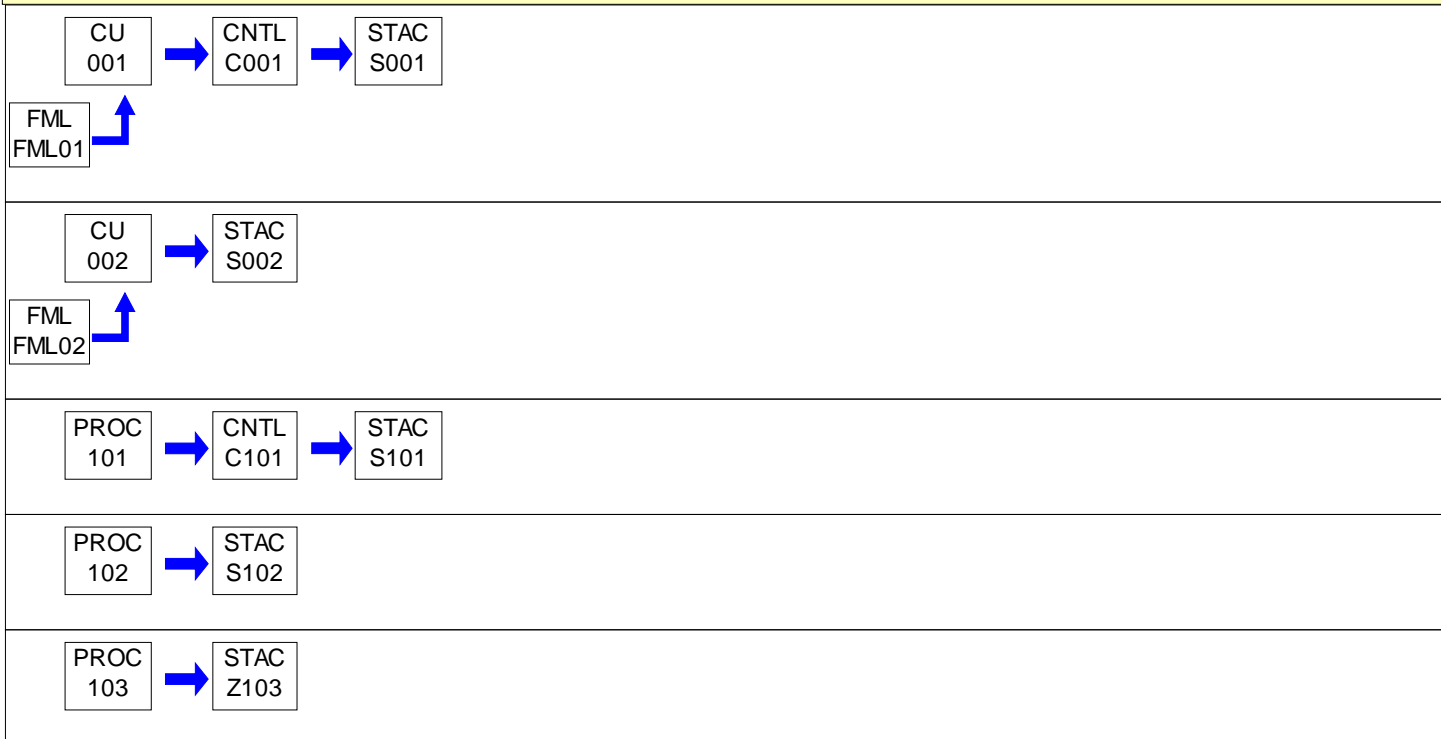 CU
001
CNTL
C001
STAC
S001
FML
FML01
CU
002
STAC
S002
FML
FML02
PROC
101
CNTL
C101
STAC
S101
PROC
102
STAC
S102
PROC
103
STAC
Z103